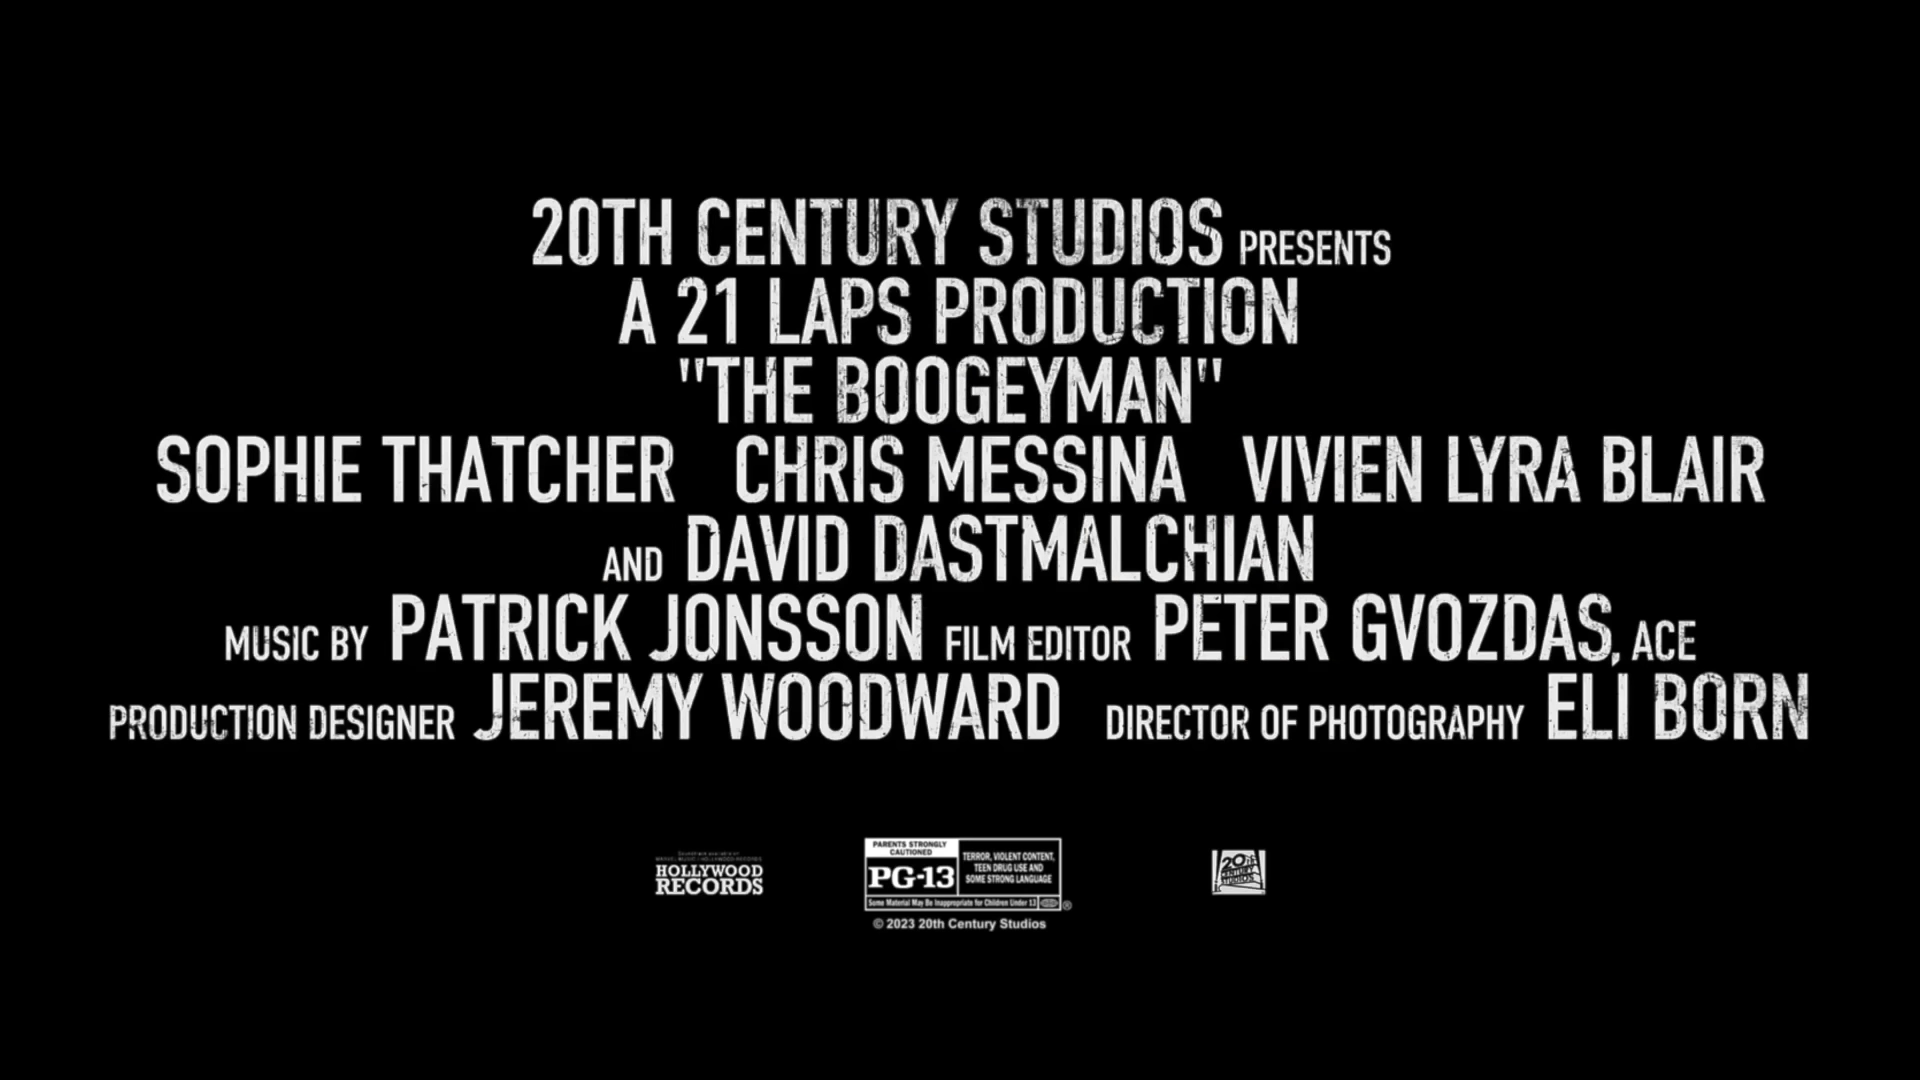 20TH CENTURY STUDIOS PRESENTS
A 21 LAPS PRODUCTION
"THE BOOGEYMAN"
SOPHIE THATCHER CHRIS MESSINA VIVIEN LYRA BLAIR
AND DAVID DASTMALCHIAN
MUSIC BY PATRICK JONSSON FILM EDITOR PETER GVOZDAS, ACE
PRODUCTION DESIGNER JEREMY WOODWARD DIRECTOR OF PHOTOGRAPHY ELI BORN
HOLLYWOOD
RECORDS
PARENTS STRONGLY
CAUTIONED
PG-13
TERROR, VIOLENT CONTENT,
TEEN DRUG USE AND
SOME STRONG LANGUAGE
Some Material May Be Inappropriate for Children Under 13
®
© 2023 20th Century Studios
20TH
CENTURY
STUDIOS